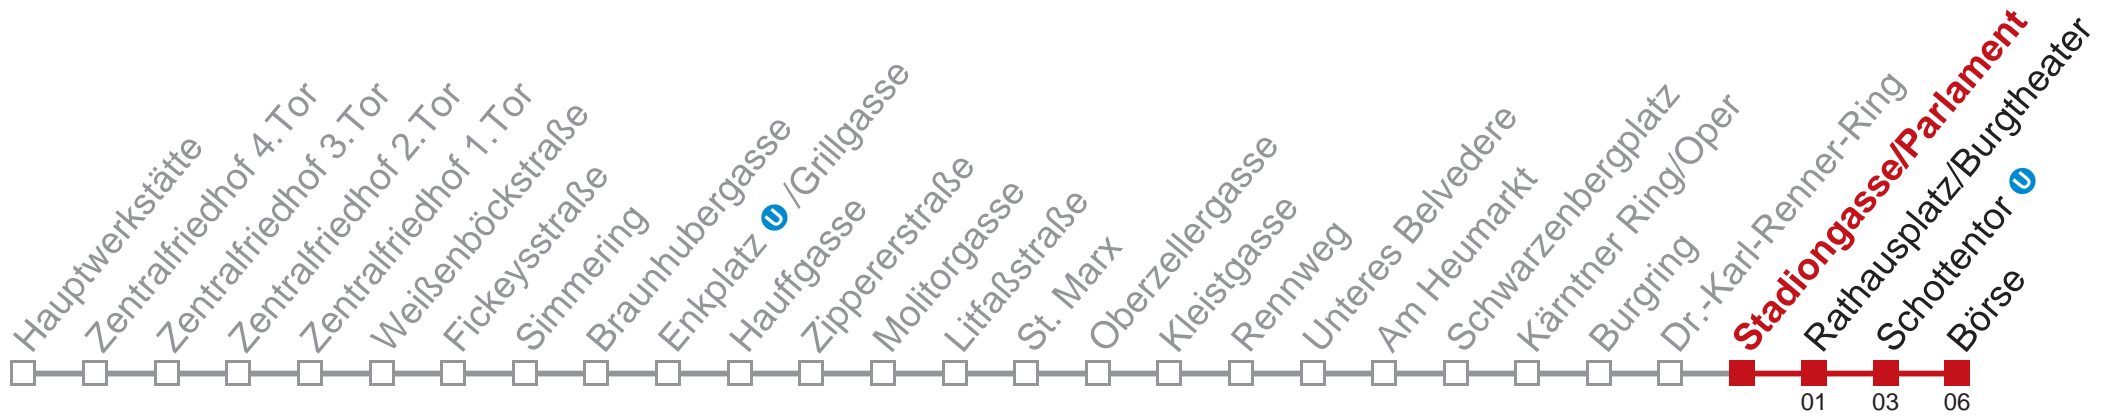 Hauptwerkstätte
Zentralfriedhof 4.Tor
Zentralfriedhof 3.Tor
Zentralfriedhof 2.Tor
Zentralfriedhof 1.Tor
Weißenböckstraße
Fickeysstraße
Simmering
Braunhubergasse
Enkplatz U /Grillgasse
Hauffgasse
Zippererstraße
Molitorgasse
Litfaßstraße
St. Marx
Oberzellergasse
Kleistgasse
Rennweg
Unteres Belvedere
Am Heumarkt
Schwarzenbergplatz
Kärntner Ring/Oper
Burgring
Dr.-Karl-Renner-Ring
Stadiongasse/Parlament
Rathausplatz/Burgtheater
Schottentor U
Börse
01 03 06